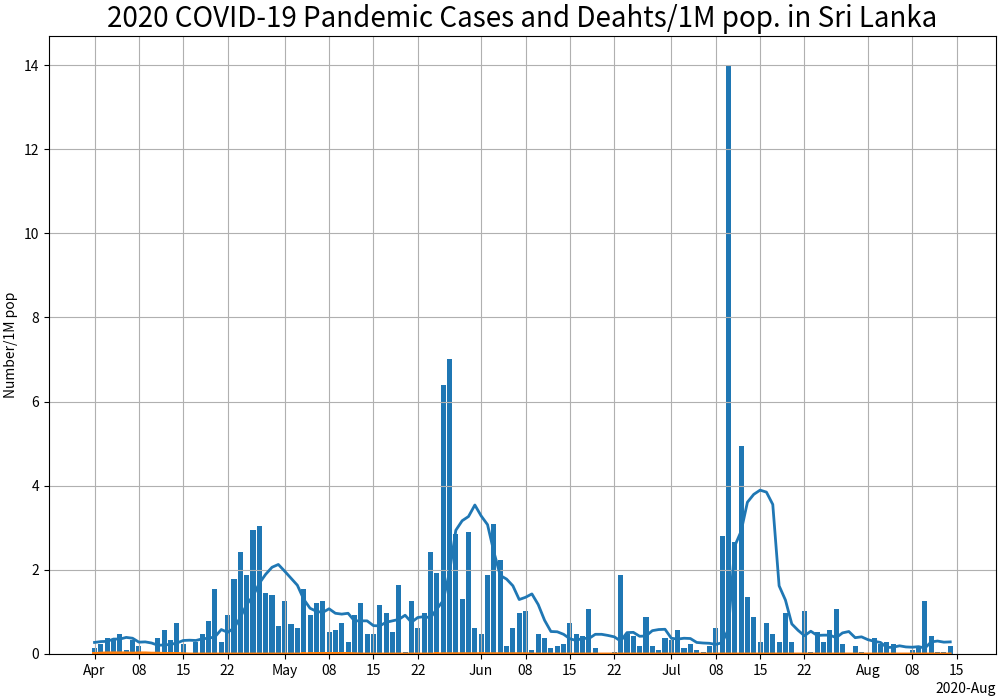 2020 COVID-19 Pandemic Cases and Deahts/1M pop. in Sri Lanka
Number/1M pop
14
12
10
8
6
4
2
0
Apr 08 15 22 May 08 15 22 Jun 08 15 22 Jul 08 15 22 Aug 08 15
2020-Aug